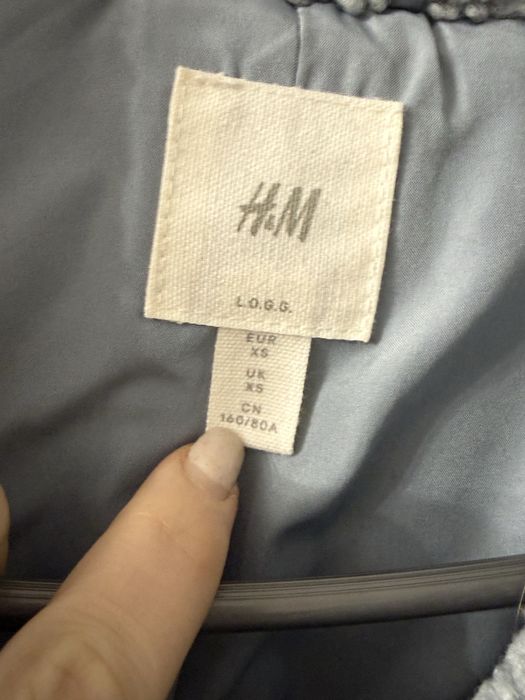 H&M
L.O.G.G.
EUR
XS
UK
XS
CN
160/80A